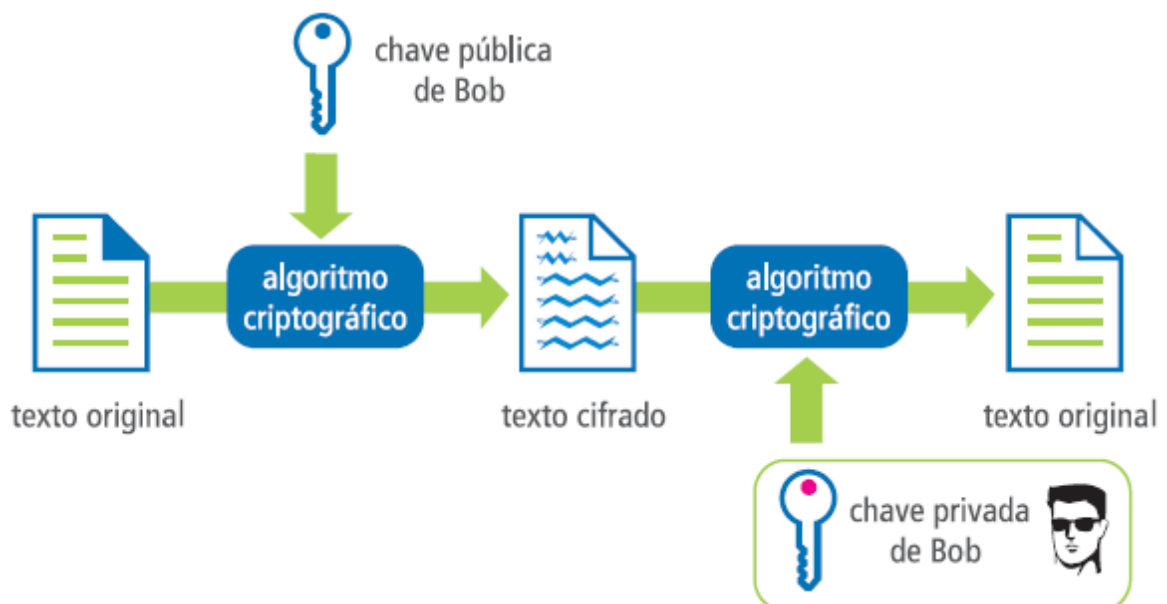 chave pública
de Bob
algoritmo
criptográfico
algoritmo
criptográfico
texto original
texto cifrado
texto original
chave privada
de Bob